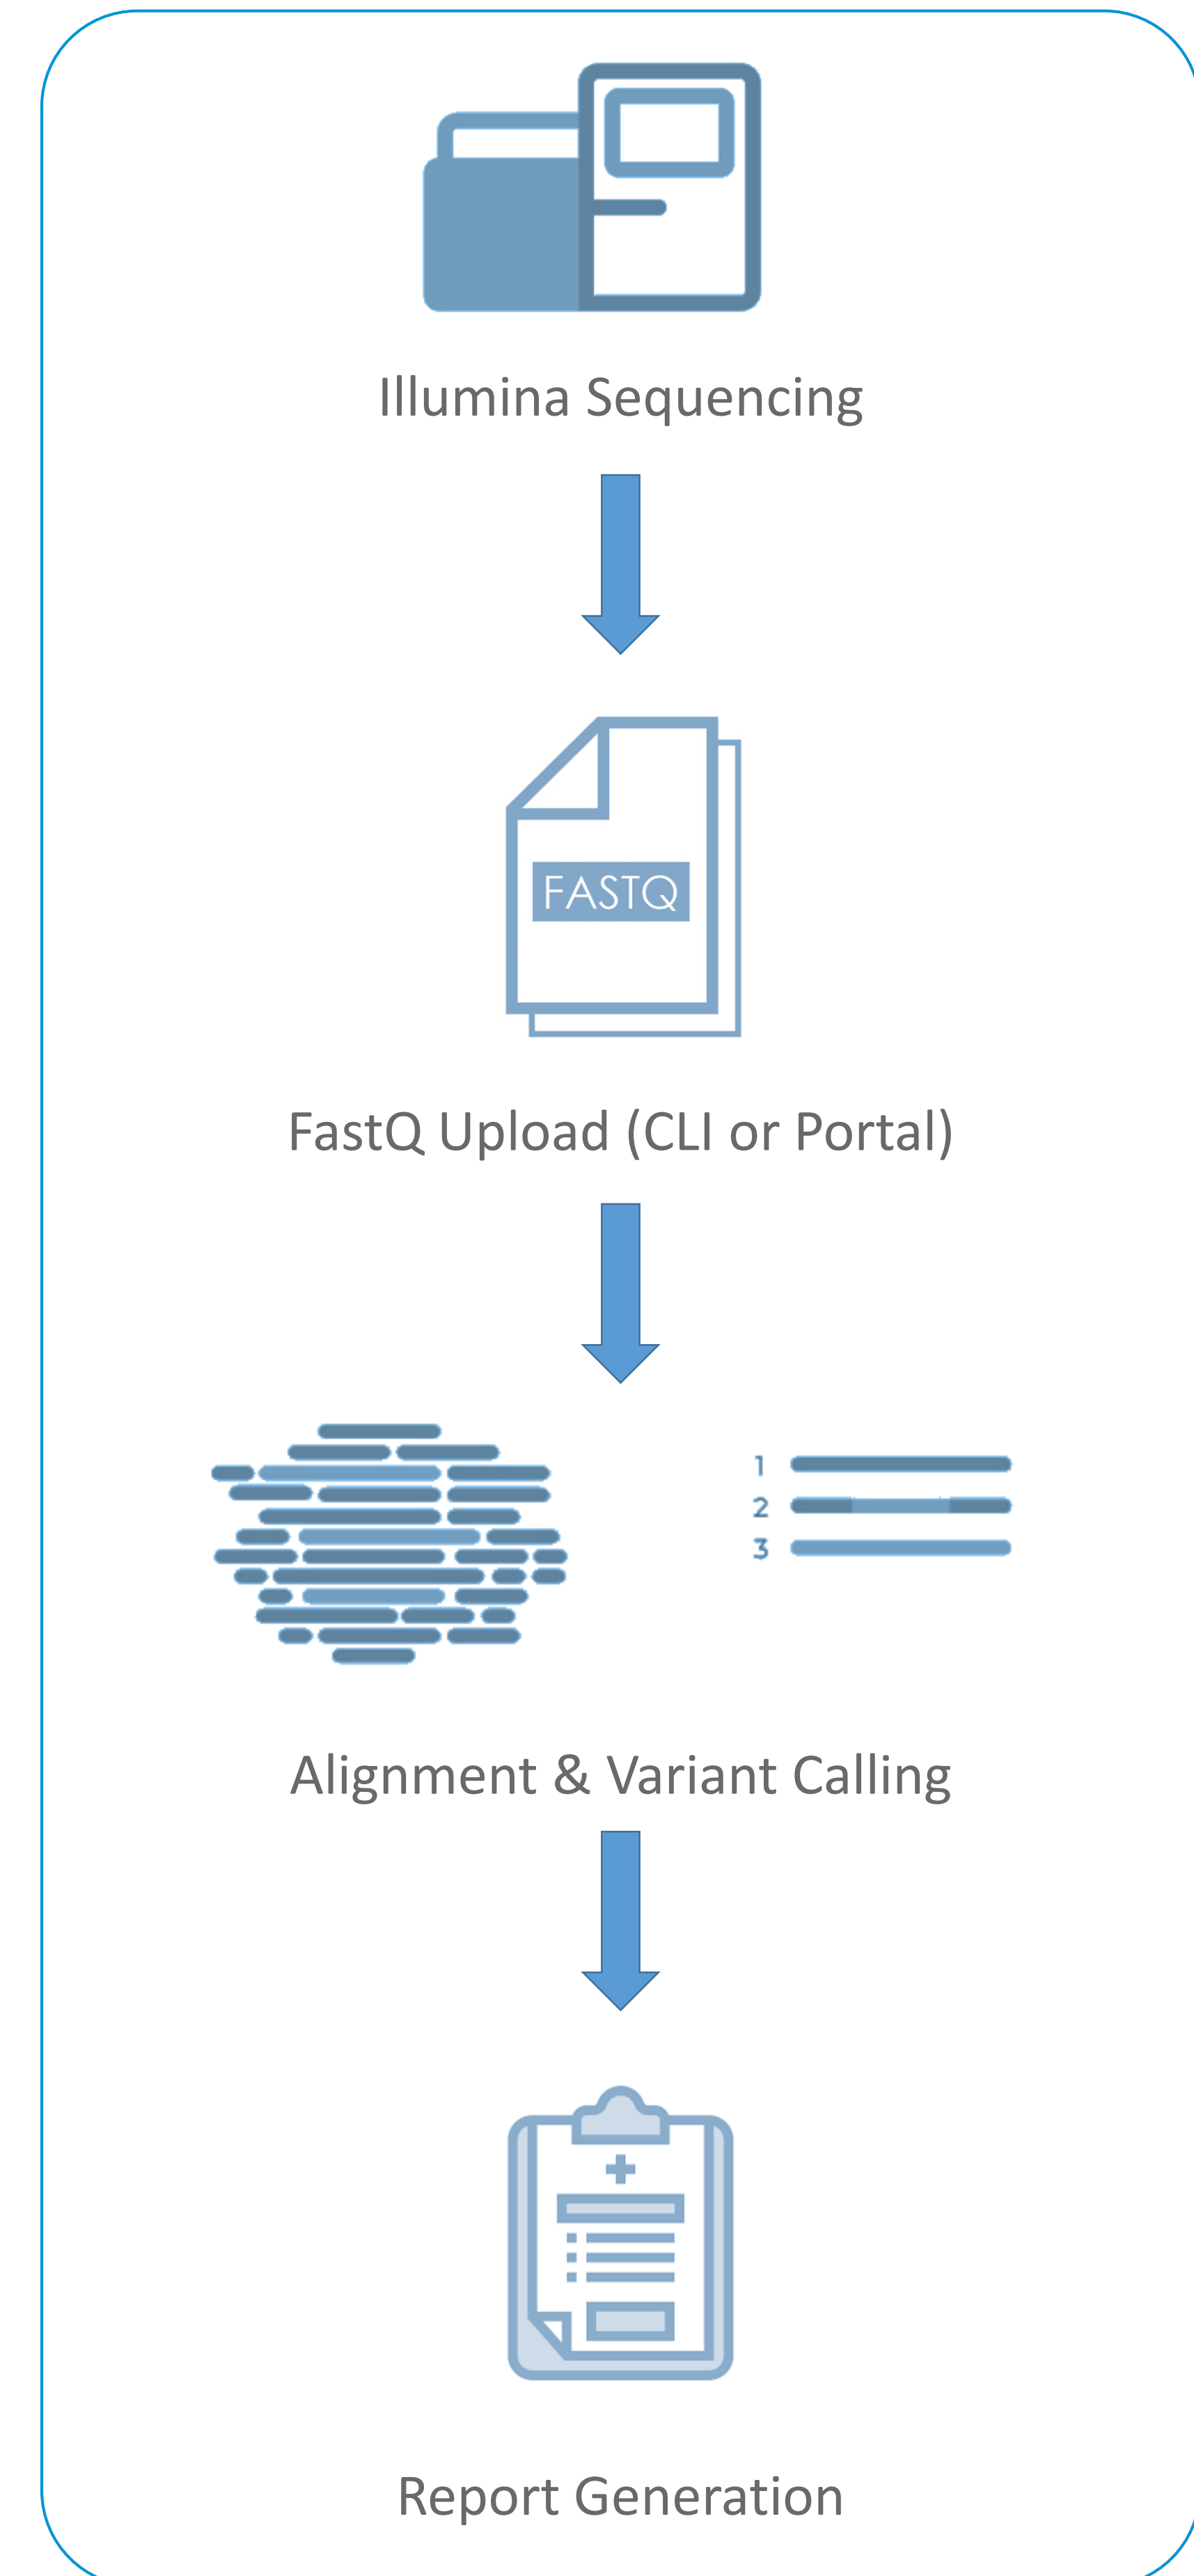 Illumina Sequencing
FASTQ
FastQ Upload (CLI or Portal)
1
2
3
Alignment & Variant Calling
Report Generation